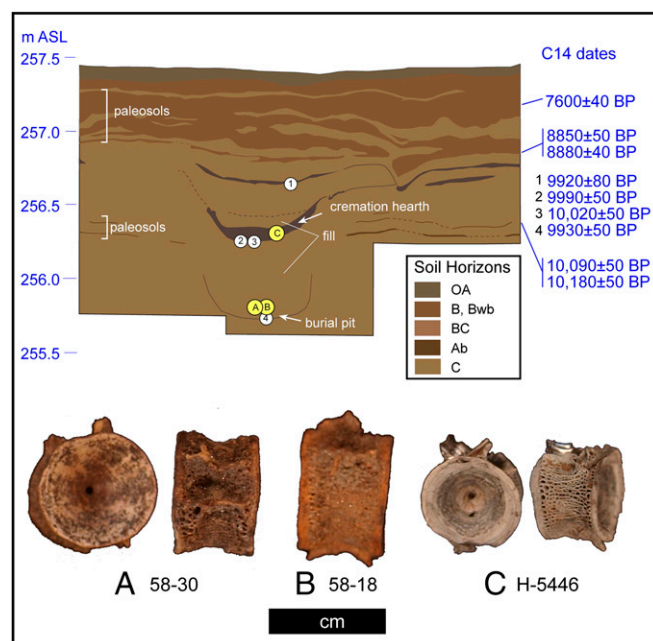 m ASL
257.5
257.0
256.5
256.0
255.5
paleosols
paleosols
1
2
3
C
A
B
4
cremation hearth
fill
burial pit
C14 dates
7600±40 BP
8850±50 BP
8880±40 BP
1 9920±80 BP
2 9990±50 BP
3 10,020±50 BP
4 9930±50 BP
10,090±50 BP
10,180±50 BP
Soil Horizons
OA
B, Bwb
BC
Ab
C
A 58-30
B 58-18
C H-5446
cm